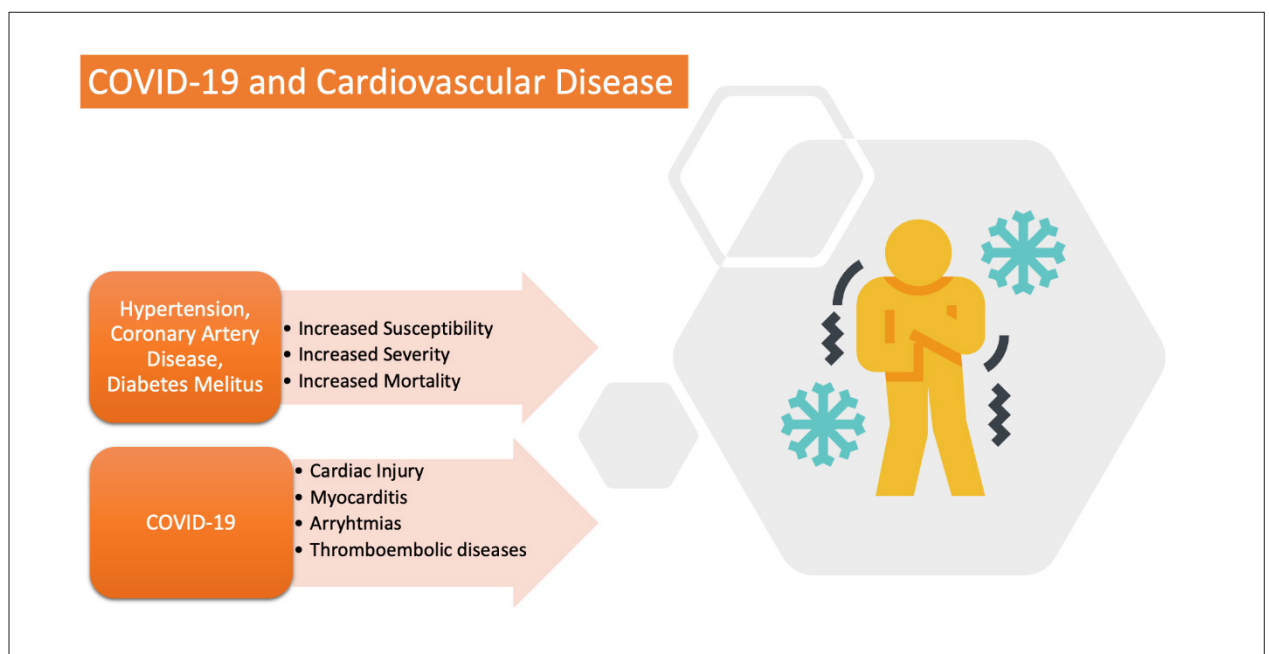 COVID-19 and Cardiovascular Disease
Hypertension,
Coronary Artery
Disease,
Diabetes Melitus
• Increased Susceptibility
• Increased Severity
• Increased Mortality
COVID-19
• Cardiac Injury
• Myocarditis
• Arryhtmias
• Thromboembolic diseases